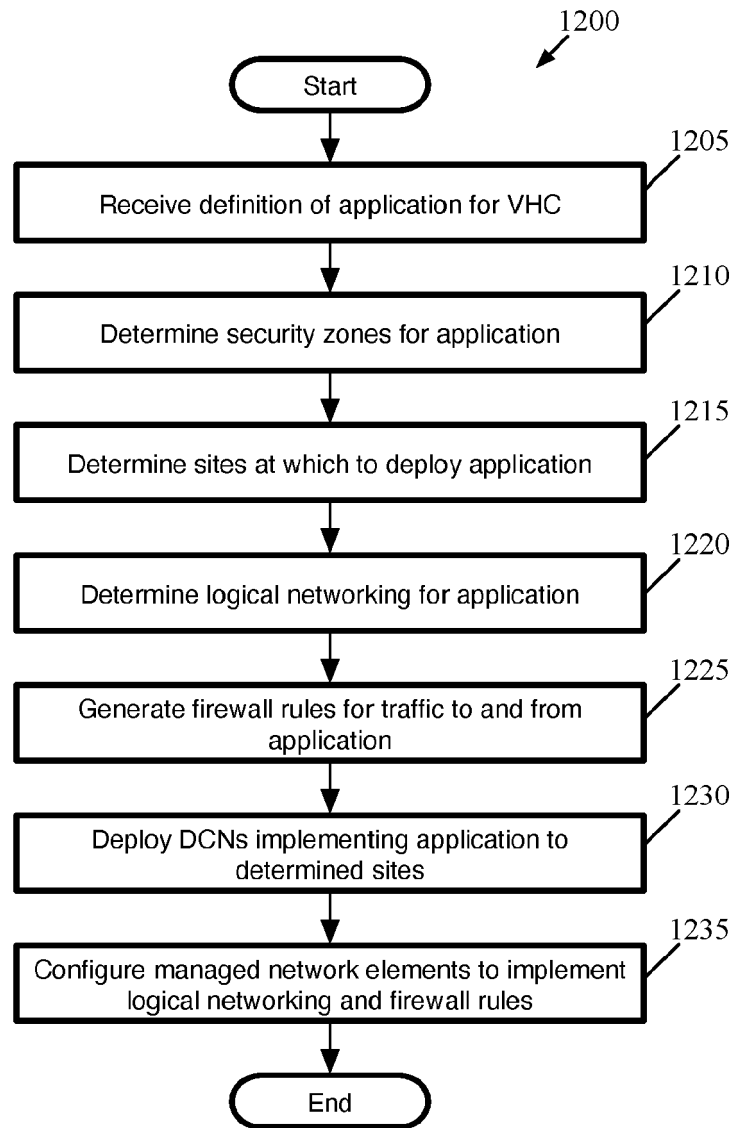 1200
Start
1205
Receive definition of application for VHC
1210
Determine security zones for application
1215
Determine sites at which to deploy application
1220
Determine logical networking for application
1225
Generate firewall rules for traffic to and from
application
1230
Deploy DCNs implementing application to
determined sites
1235
Configure managed network elements to implement
logical networking and firewall rules
End